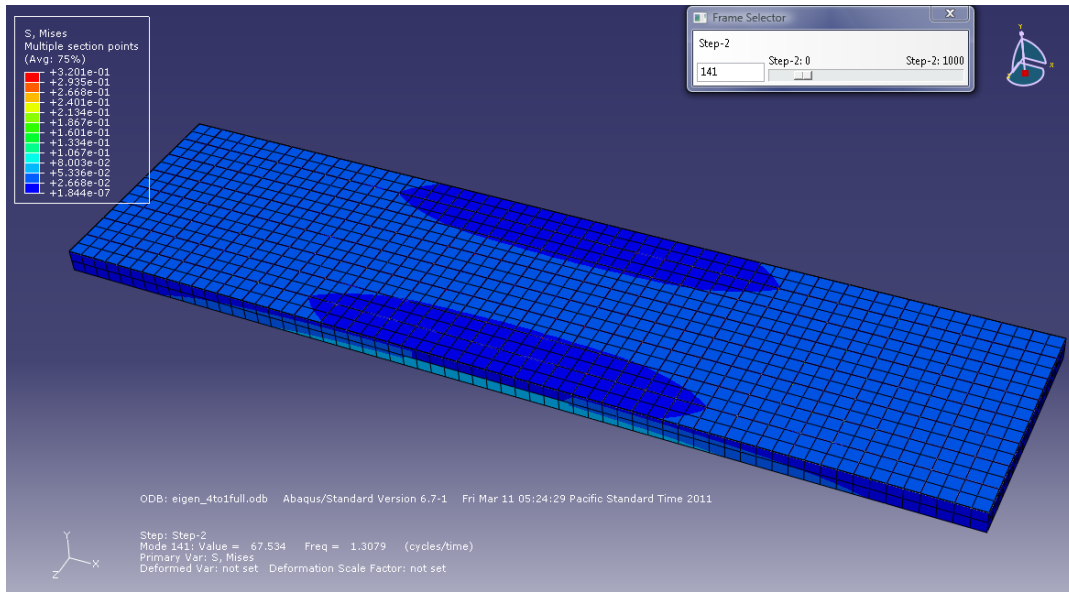 S, Mises
Multiple section points
(Avg: 75%)
+3.201e-01
+2.935e-01
+2.668e-01
+2.401e-01
+2.134e-01
+1.867e-01
+1.601e-01
+1.334e-01
+1.067e-01
+8.003e-02
+5.336e-02
+2.668e-02
+1.844e-07
Frame Selector
X
Step-2
141
Step-2: 0
Step-2: 1000
Y
X
ODB: eigen_4to1full.odb Abaqus/Standard Version 6.7-1 Fri Mar 11 05:24:29 Pacific Standard Time 2011
Step: Step-2
Mode 141: Value = 67.534 Freq = 1.3079 (cycles/time)
Primary Var: S, Mises
Deformed Var: not set Deformation Scale Factor: not set
Y
X
Z